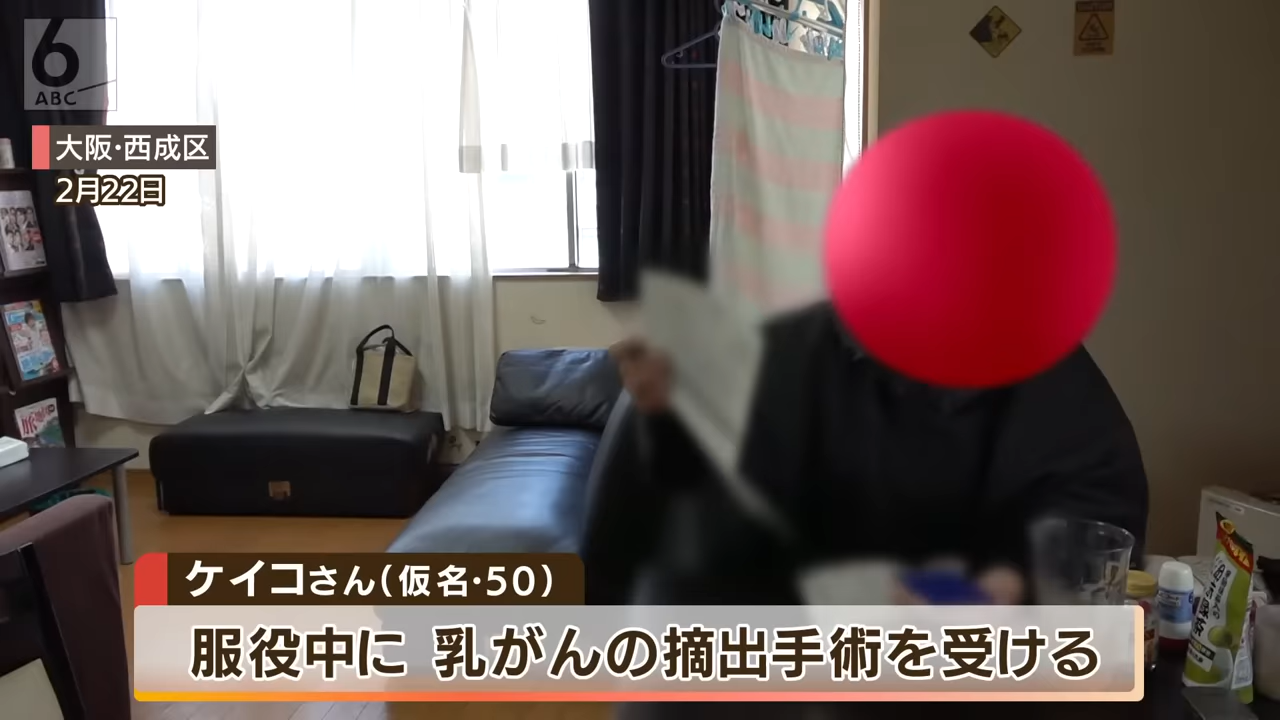 6
ABC
大阪・西成区
2月22日
ケイコさん(仮名・50)
服役中に 乳がんの摘出手術を受ける